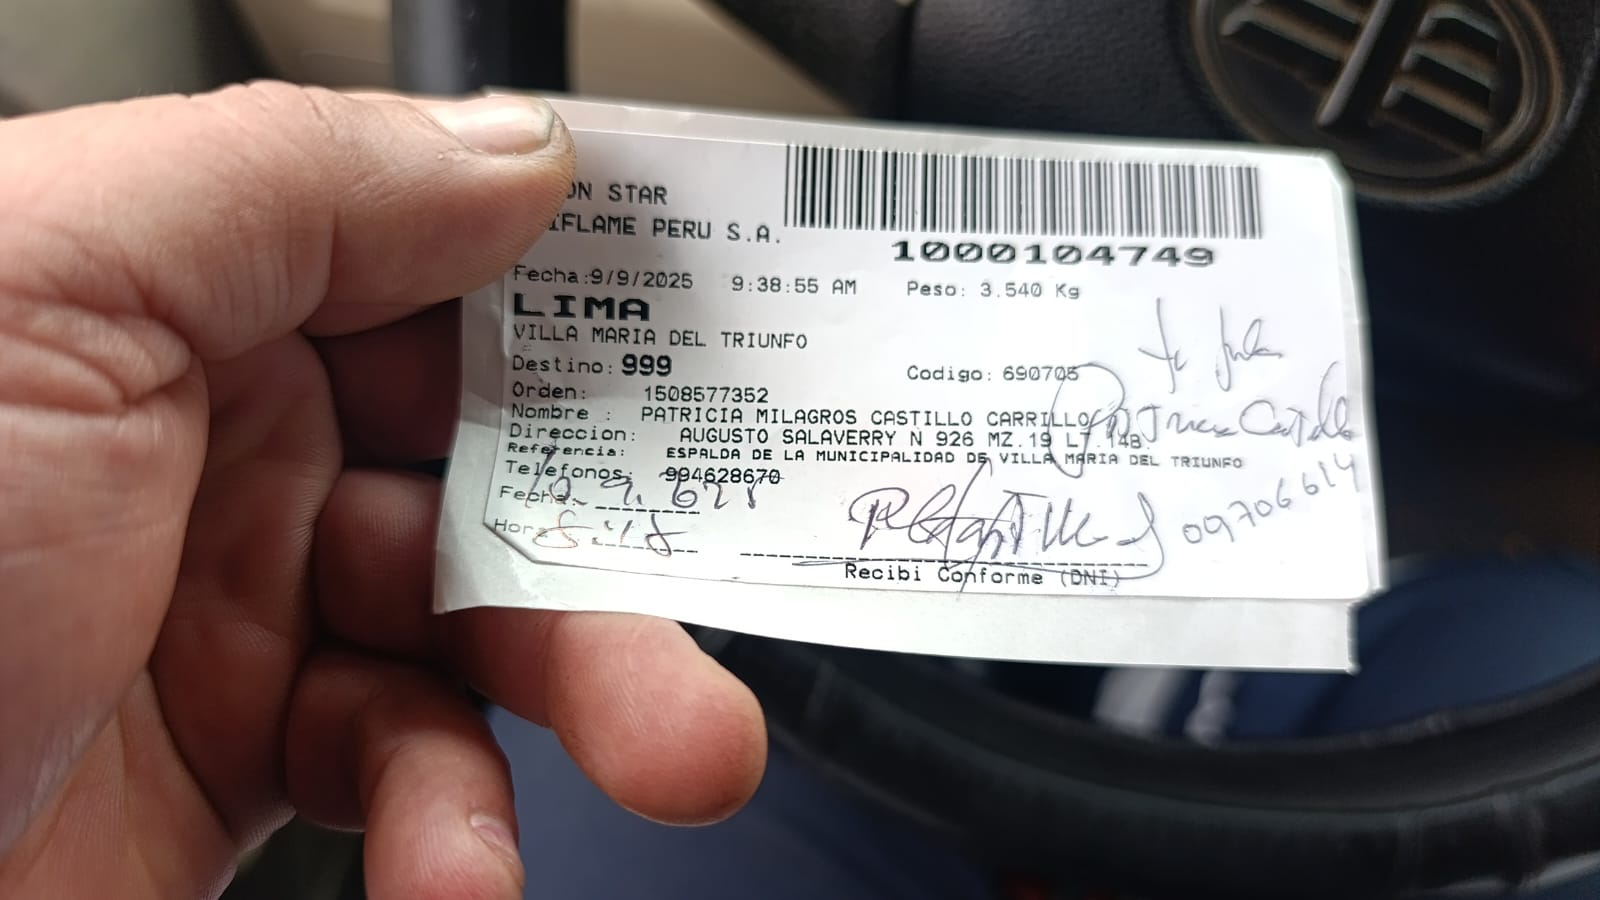 ON STAR
IFLAME PERU S.A.
1000104749
Fecha:9/9/2025 9:38:55 AM Peso: 3.540 Kg
LIMA
VILLA MARIA DEL TRIUNFO
Destino: 999 Codigo: 690705
Orden: 1508577352
Nombre : PATRICIA MILAGROS CASTILLO CARRILLO
Direccion: AUGUSTO SALAVERRY N 926 MZ.19 LT.14B
Referencia: ESPALDA DE LA MUNICIPALIDAD DE VILLA MARIA DEL TRIUNFO
Telefonos: 994628670
Fecha:
Hora
09706614
Recibi Conforme (DNI)